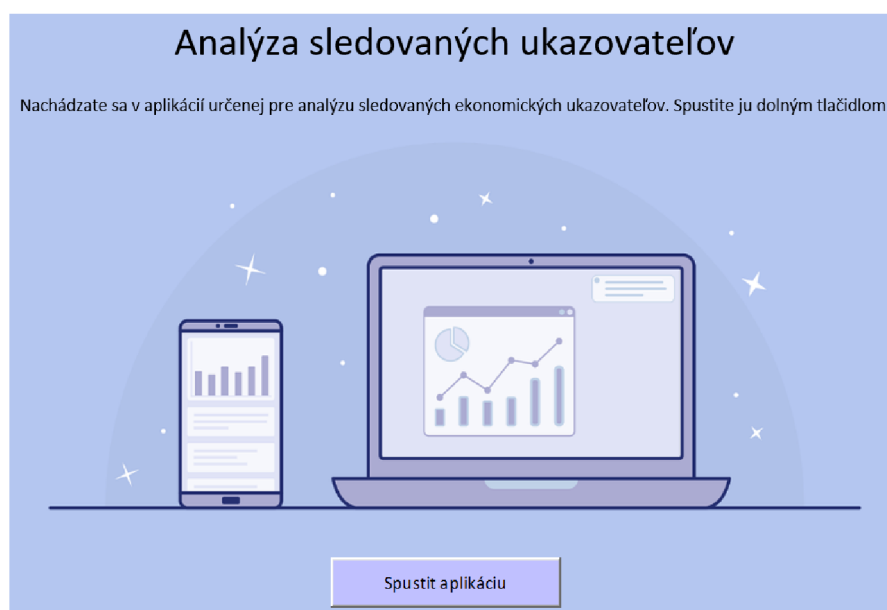 Analýza sledovaných ukazovateľov
Nachádzate sa v aplikácií určenej pre analýzu sledovaných ekonomických ukazovateľov. Spustite ju dolným tlačidlom
Spustit aplikáciu